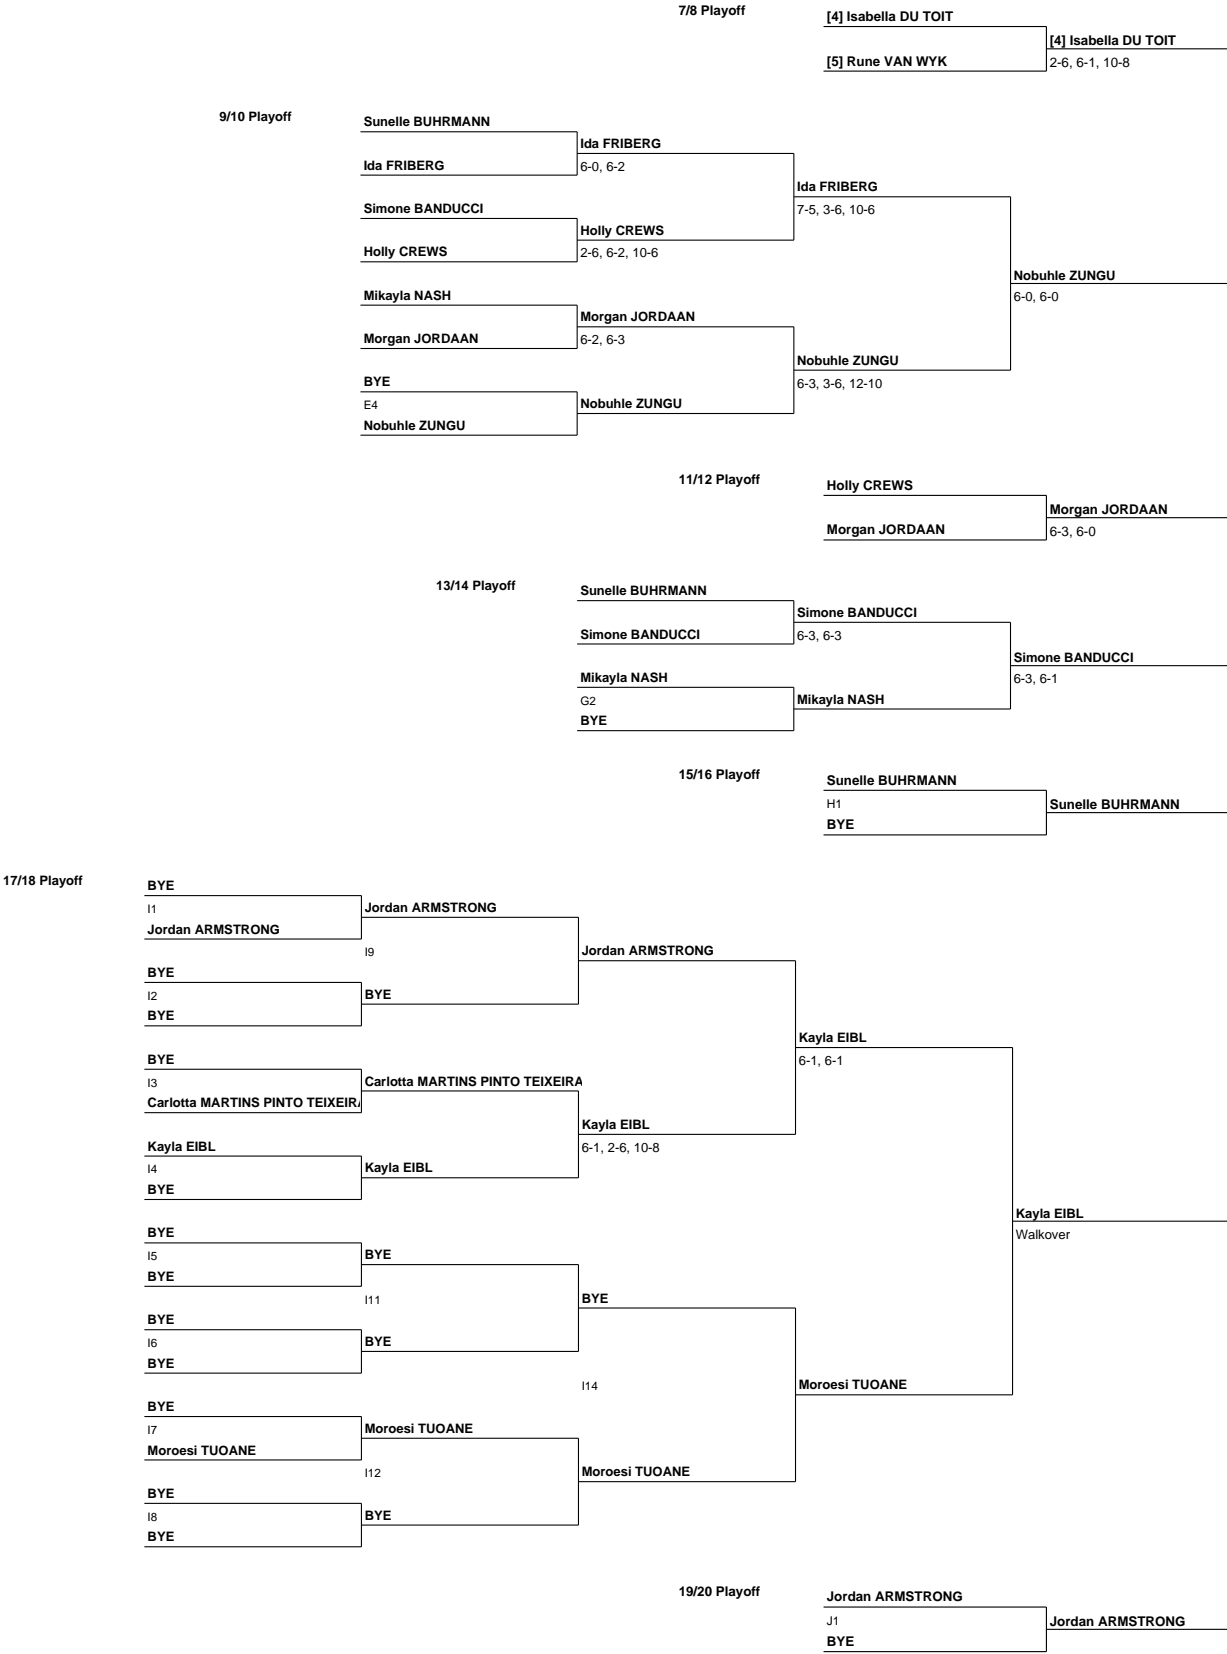 7/8 Playoff
[4] Isabella DU TOIT
[4] Isabella DU TOIT
[5] Rune VAN WYK
2-6, 6-1, 10-8
9/10 Playoff
Sunelle BUHRMANN
Ida FRIBERG
Ida FRIBERG
6-0, 6-2
Ida FRIBERG
7-5, 3-6, 10-6
Simone BANDUCCI
Holly CREWS
Holly CREWS
2-6, 6-2, 10-6
Nobuhle ZUNGU
6-0, 6-0
Mikayla NASH
Morgan JORDAAN
Morgan JORDAAN
6-2, 6-3
Nobuhle ZUNGU
6-3, 3-6, 12-10
BYE
E4
Nobuhle ZUNGU
Nobuhle ZUNGU
11/12 Playoff
Holly CREWS
Morgan JORDAAN
Morgan JORDAAN
6-3, 6-0
13/14 Playoff
Sunelle BUHRMANN
Simone BANDUCCI
Simone BANDUCCI
6-3, 6-3
Simone BANDUCCI
6-3, 6-1
Mikayla NASH
G2
Mikayla NASH
BYE
15/16 Playoff
Sunelle BUHRMANN
H1
Sunelle BUHRMANN
BYE
17/18 Playoff
BYE
I1
Jordan ARMSTRONG
Jordan ARMSTRONG
I9
Jordan ARMSTRONG
BYE
I2
BYE
BYE
Kayla EIBL
6-1, 6-1
BYE
I3
Carlotta MARTINS PINTO TEIXEIRA
Carlotta MARTINS PINTO TEIXEIRA
Kayla EIBL
6-1, 2-6, 10-8
Kayla EIBL
I4
Kayla EIBL
BYE
Kayla EIBL
Walkover
BYE
I5
BYE
BYE
I11
BYE
BYE
I6
BYE
BYE
I14
Moroesi TUOANE
BYE
I7
Moroesi TUOANE
Moroesi TUOANE
I12
Moroesi TUOANE
BYE
I8
BYE
BYE
19/20 Playoff
Jordan ARMSTRONG
J1
Jordan ARMSTRONG
BYE